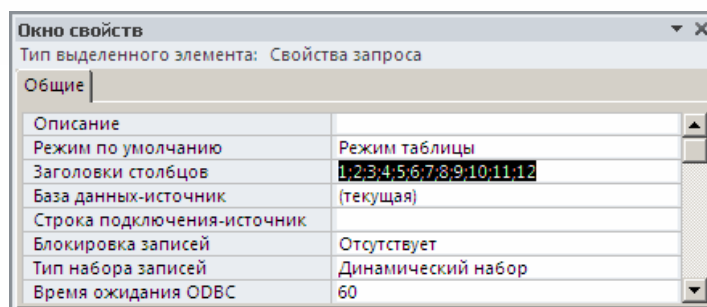 Окно свойств
Тип выделенного элемента: Свойства запроса
Общие
Описание
Режим по умолчанию Режим таблицы
Заголовки столбцов 1;2;3;4;5;6;7;8;9;10;11;12
База данных-источник (текущая)
Строка подключения-источник
Блокировка записей Отсутствует
Тип набора записей Динамический набор
Время ожидания ODBC 60